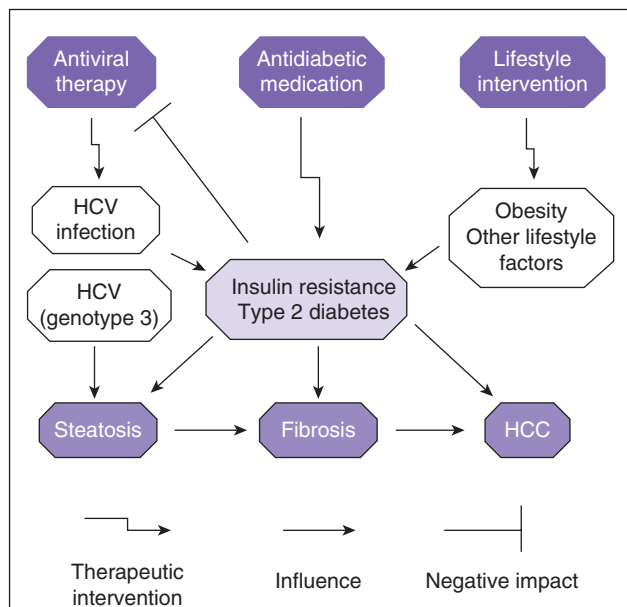 Antiviral
therapy
Antidiabetic
medication
Lifestyle
intervention
HCV
infection
Obesity
Other lifestyle
factors
HCV
(genotype 3)
Insulin resistance
Type 2 diabetes
Steatosis
Fibrosis
HCC
Therapeutic
intervention
Influence
Negative impact